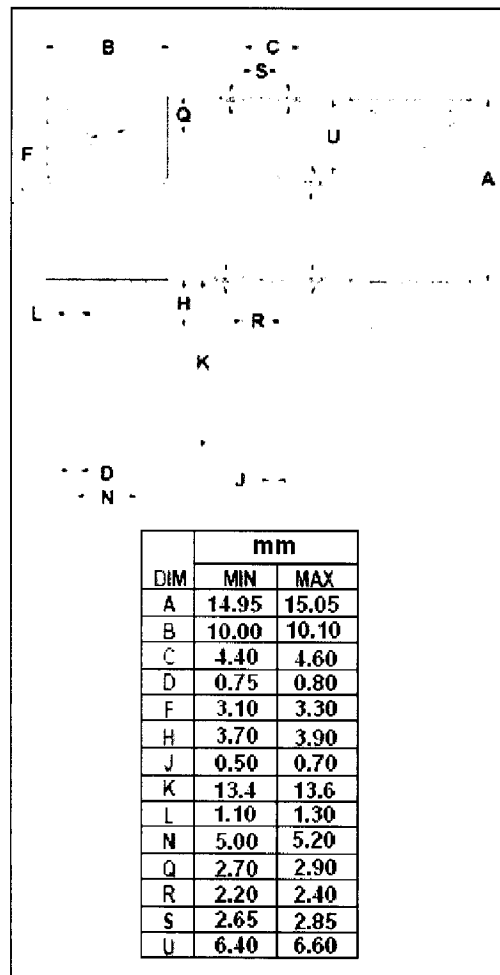 B
C
S
Q
F
U
A
L
H
R
K
D
J
N
mm
DIM MIN MAX
A 14.95 15.05
B 10.00 10.10
C 4.40 4.60
D 0.75 0.80
F 3.10 3.30
H 3.70 3.90
J 0.50 0.70
K 13.4 13.6
L 1.10 1.30
N 5.00 5.20
Q 2.70 2.90
R 2.20 2.40
S 2.65 2.85
U 6.40 6.60